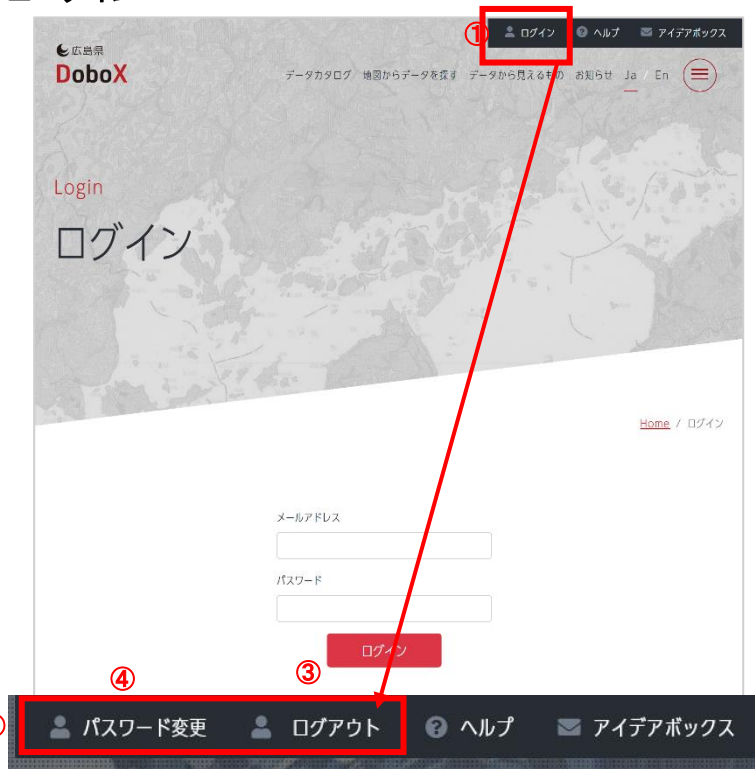 ①
ログイン ヘルプ アイデアボックス
広島県
DoboX
データカタログ 地図からデータを探す データから見えるもの お知らせ Ja / En
Login
ログイン
Home / ログイン
メールアドレス
パスワード
ログイン
④ ③
パスワード変更 ログアウト ヘルプ アイデアボックス